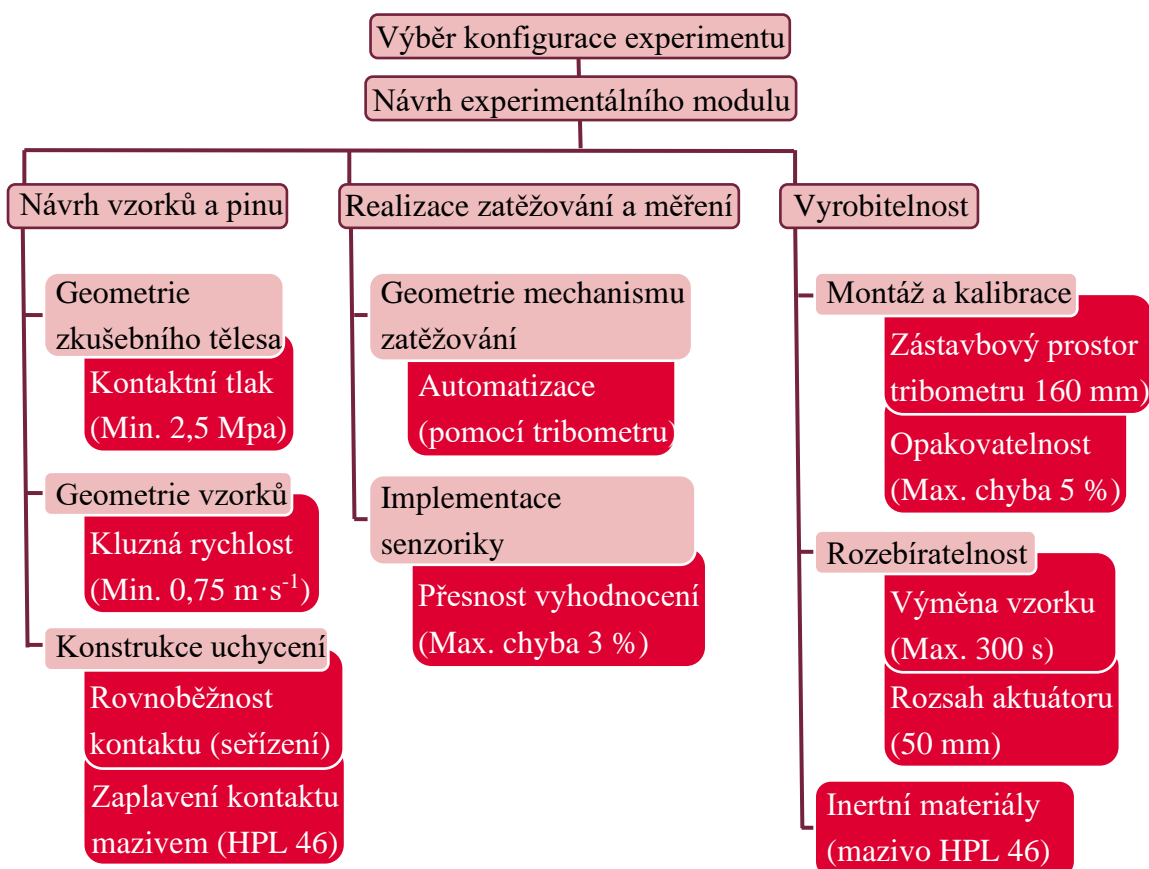 Výběr konfigurace experimentu
Návrh experimentálního modulu
Návrh vzorků a pinu
Geometrie
zkušebního tělesa
Kontaktní tlak
(Min. 2,5 Mpa)
Geometrie vzorků
Kluzná rychlost
(Min. 0,75 m·s⁻¹)
Konstrukce uchycení
Rovnoběžnost
kontaktu (seřízení)
Zaplavení kontaktu
mazivem (HPL 46)
Realizace zatěžování a měření
Geometrie mechanismu
zatěžování
Automatizace
(pomocí tribometru)
Implementace
senzoriky
Přesnost vyhodnocení
(Max. chyba 3 %)
Vyrobitelnost
Montáž a kalibrace
Zástavbový prostor
tribometru 160 mm)
Opakovatelnost
(Max. chyba 5 %)
Rozebíratelnost
Výměna vzorku
(Max. 300 s)
Rozsah aktuátoru
(50 mm)
Inertní materiály
(mazivo HPL 46)